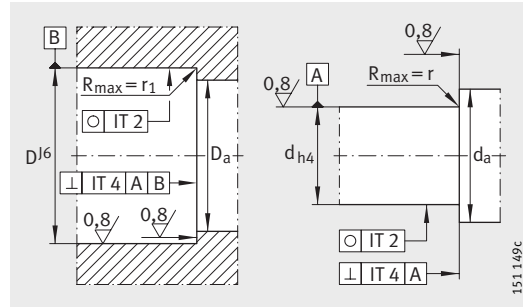 B
0,8
Rmax = r1
A
0,8
Rmax = r
○ IT 2
DJ6
Da
dh4
da
⊥ IT 4 A B
0,8
0,8
○ IT 2
⊥ IT 4 A
151 149c